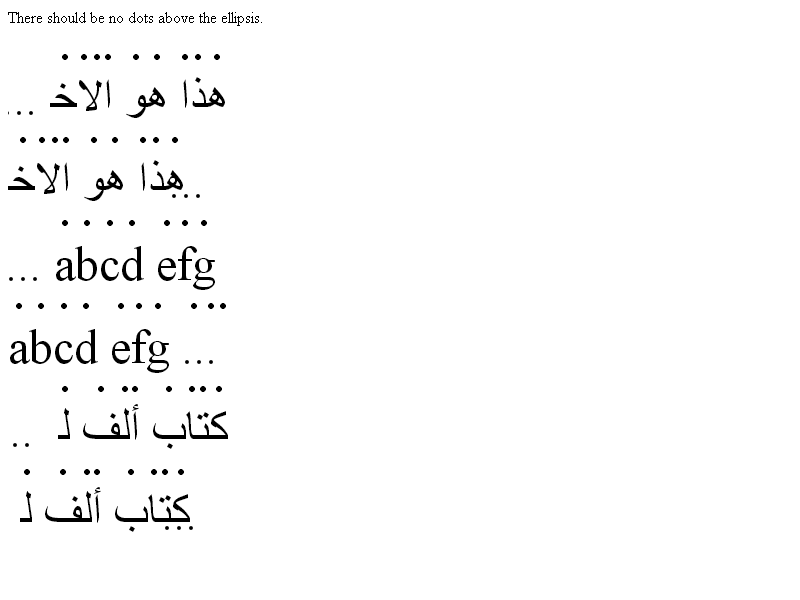 There should be no dots above the ellipsis.
هذا هو الاخ ...
هذا هو الاخ...
... abcd efg
abcd efg ...
كتاب ألف لـ ..
كتاب ألف لـ ...